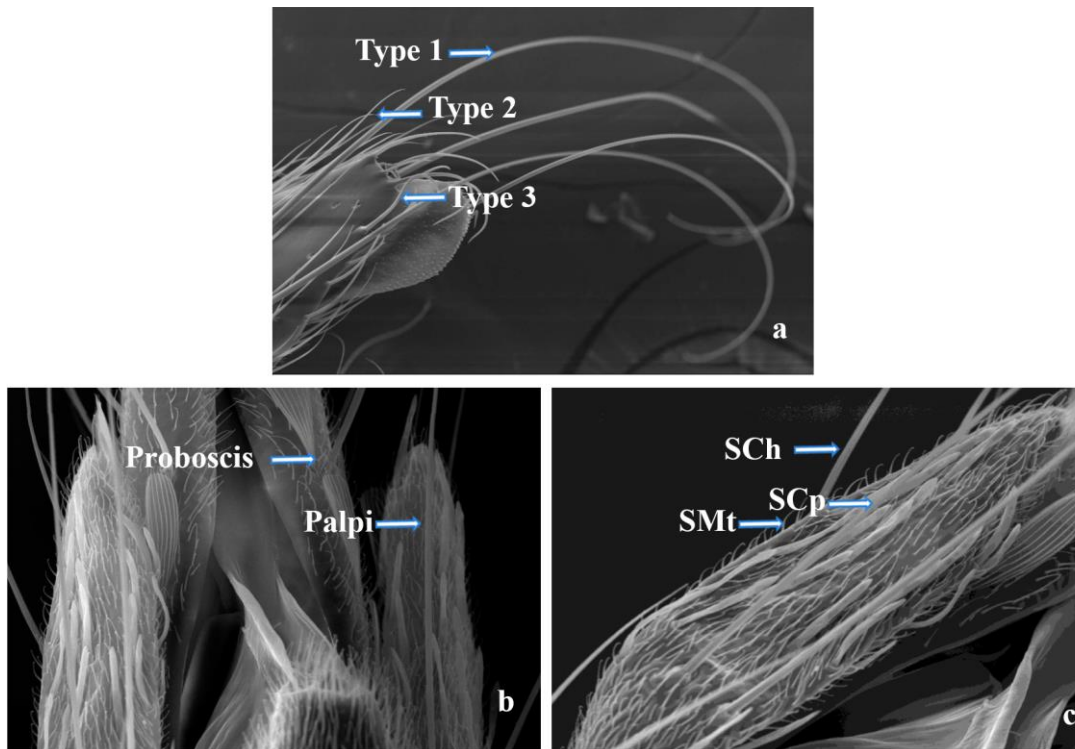 Type 1
Type 2
Type 3
a
Proboscis
Palpi
b
SCh
SCp
SMt
c